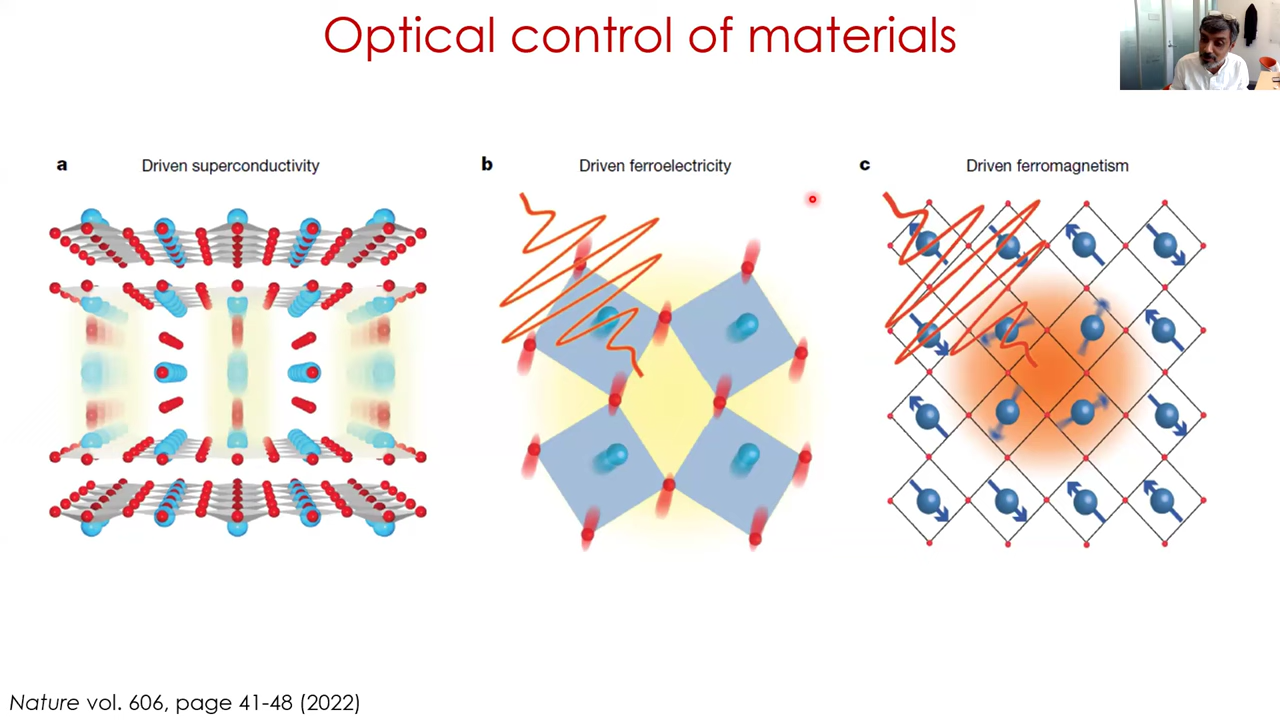 Optical control of materials
a Driven superconductivity
b Driven ferroelectricity
c Driven ferromagnetism
Nature vol. 606, page 41-48 (2022)